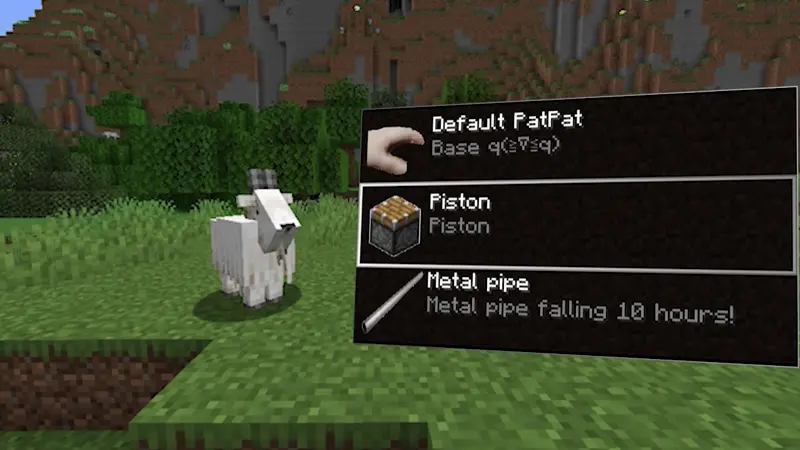 Default PatPat
Base q(≧∇≦q)
Piston
Piston
Metal pipe
Metal pipe falling 10 hours!